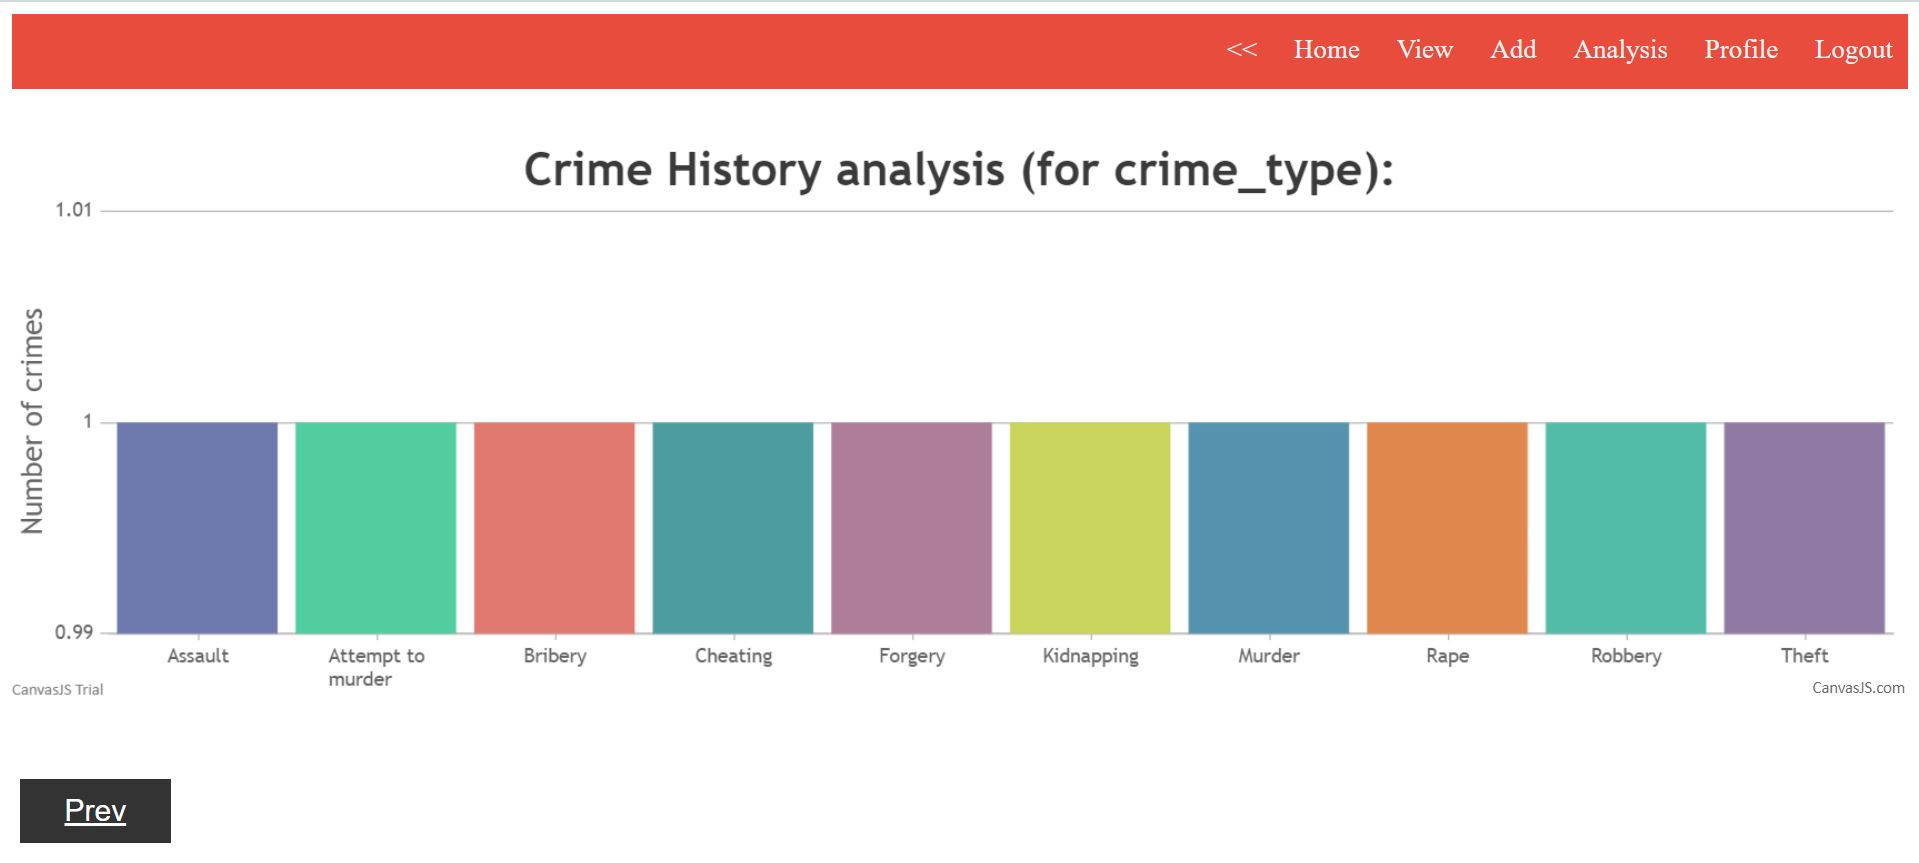 << Home View Add Analysis Profile Logout
Crime History analysis (for crime_type):
1.01
Number of crimes
1
0.99
Assault Attempt to murder Bribery Cheating Forgery Kidnapping Murder Rape Robbery Theft
CanvasJS Trial
CanvasJS.com
Prev